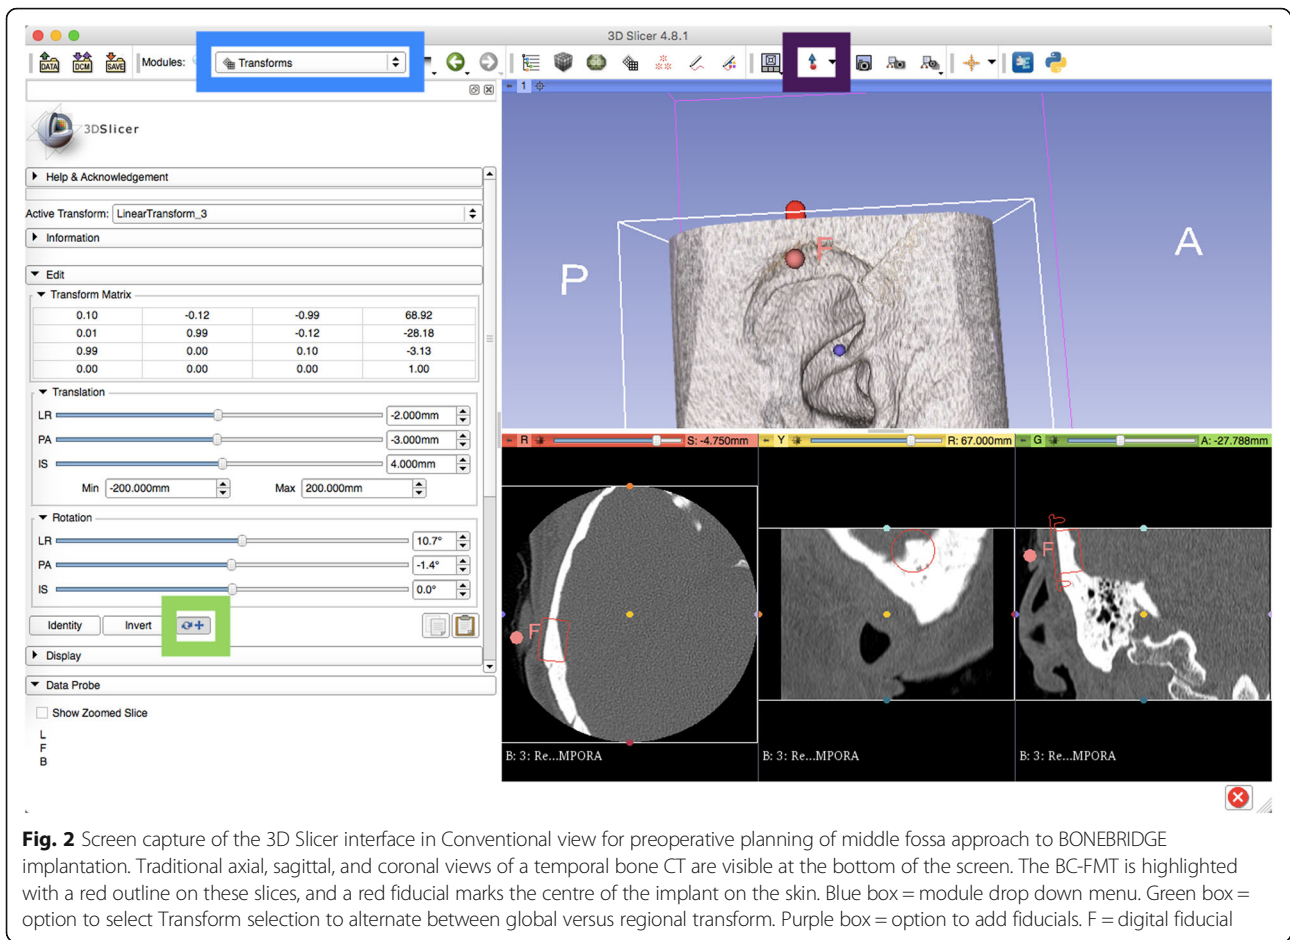 3D Slicer 4.8.1
DATA DCM SAVE Modules: Transforms
1
3DSlicer
Help & Acknowledgement
Active Transform: LinearTransform_3
Information
Edit
Transform Matrix
0.10 -0.12 -0.99 68.92
0.01 0.99 -0.12 -28.18
0.99 0.00 0.10 -3.13
0.00 0.00 0.00 1.00
Translation
LR -2.000mm
PA -3.000mm
IS 4.000mm
Min -200.000mm Max 200.000mm
Rotation
LR 10.7°
PA -1.4°
IS 0.0°
Identity Invert
Display
Data Probe
Show Zoomed Slice
L
F
B
P F A
R S: -4.750mm Y R: 67.000mm G A: -27.788mm
F F
B: 3: Re...MPORA B: 3: Re...MPORA B: 3: Re...MPORA
Fig. 2 Screen capture of the 3D Slicer interface in Conventional view for preoperative planning of middle fossa approach to BONEBRIDGE
implantation. Traditional axial, sagittal, and coronal views of a temporal bone CT are visible at the bottom of the screen. The BC-FMT is highlighted
with a red outline on these slices, and a red fiducial marks the centre of the implant on the skin. Blue box = module drop down menu. Green box =
option to select Transform selection to alternate between global versus regional transform. Purple box = option to add fiducials. F = digital fiducial